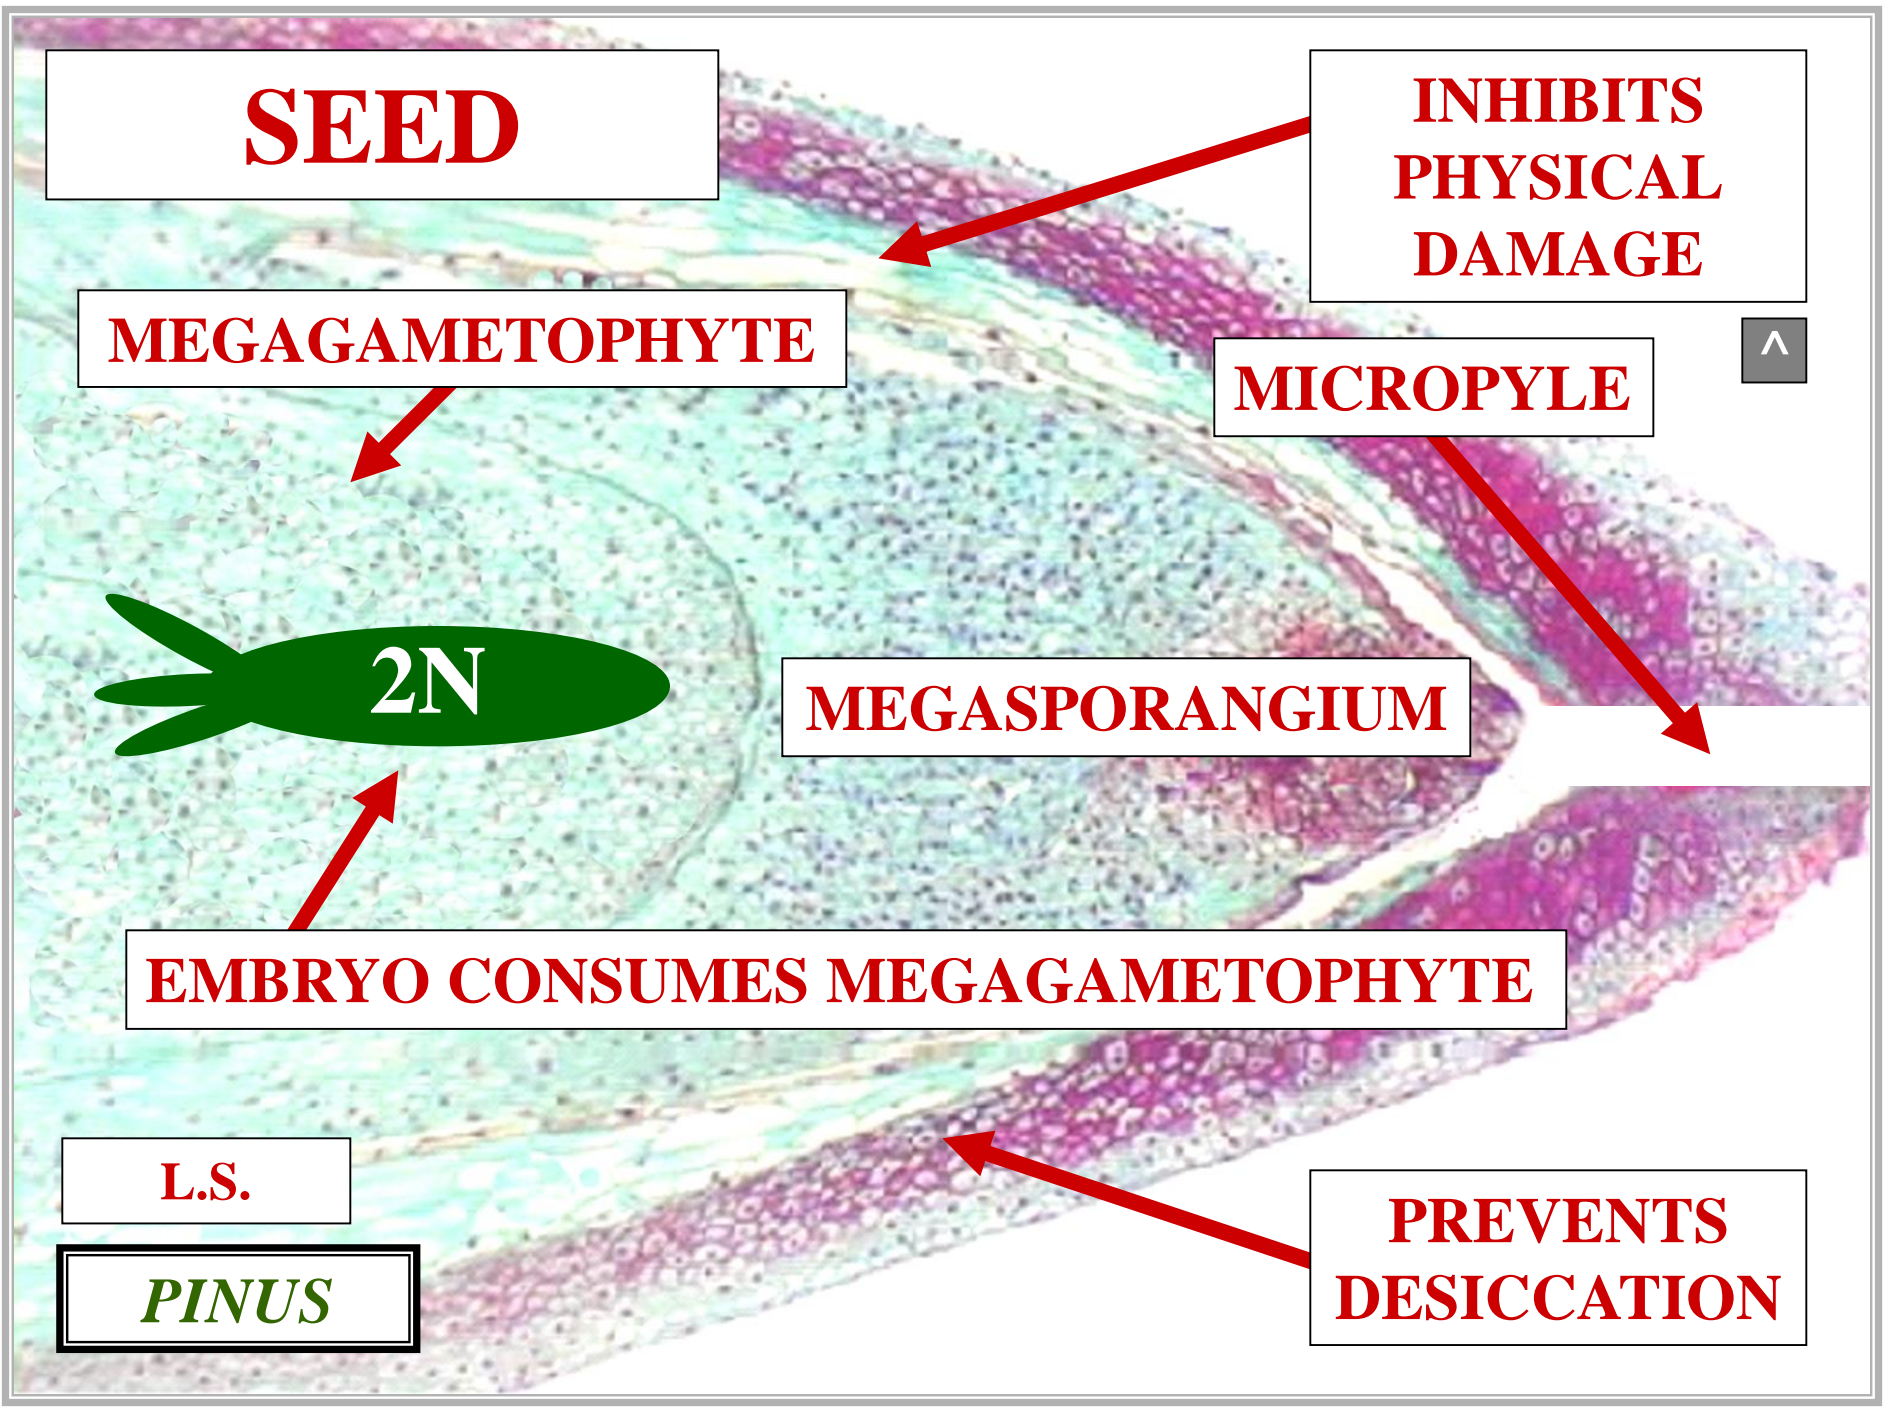 SEED
INHIBITS
PHYSICAL
DAMAGE
MEGAGAMETOPHYTE
^
MICROPYLE
2N
MEGASPORANGIUM
EMBRYO CONSUMES MEGAGAMETOPHYTE
L.S.
PINUS
PREVENTS
DESICCATION